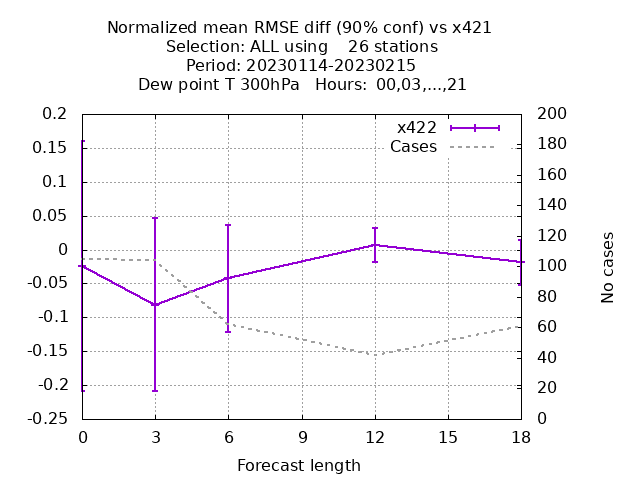 Normalized mean RMSE diff (90% conf) vs x421
Selection: ALL using    26 stations
Period: 20230114-20230215
Dew point T 300hPa   Hours:  00,03,...,21
x422
Cases
0.2
0.15
0.1
0.05
0
-0.05
-0.1
-0.15
-0.2
-0.25
200
180
160
140
120
100
80
60
40
20
0
No cases
0 3 6 9 12 15 18
Forecast length